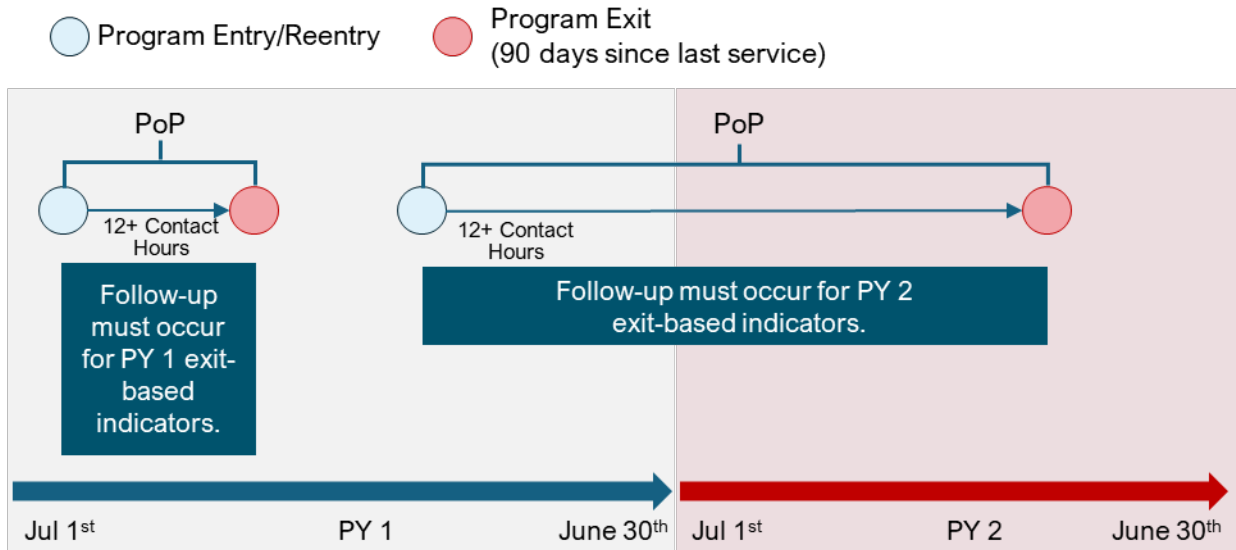 Program Entry/Reentry
Program Exit
(90 days since last service)
PoP
PoP
12+ Contact
Hours
12+ Contact
Hours
Follow-up
must occur
for PY 1 exit-
based
indicators.
Follow-up must occur for PY 2
exit-based indicators.
Jul 1st
PY 1
June 30th
Jul 1st
PY 2
June 30th